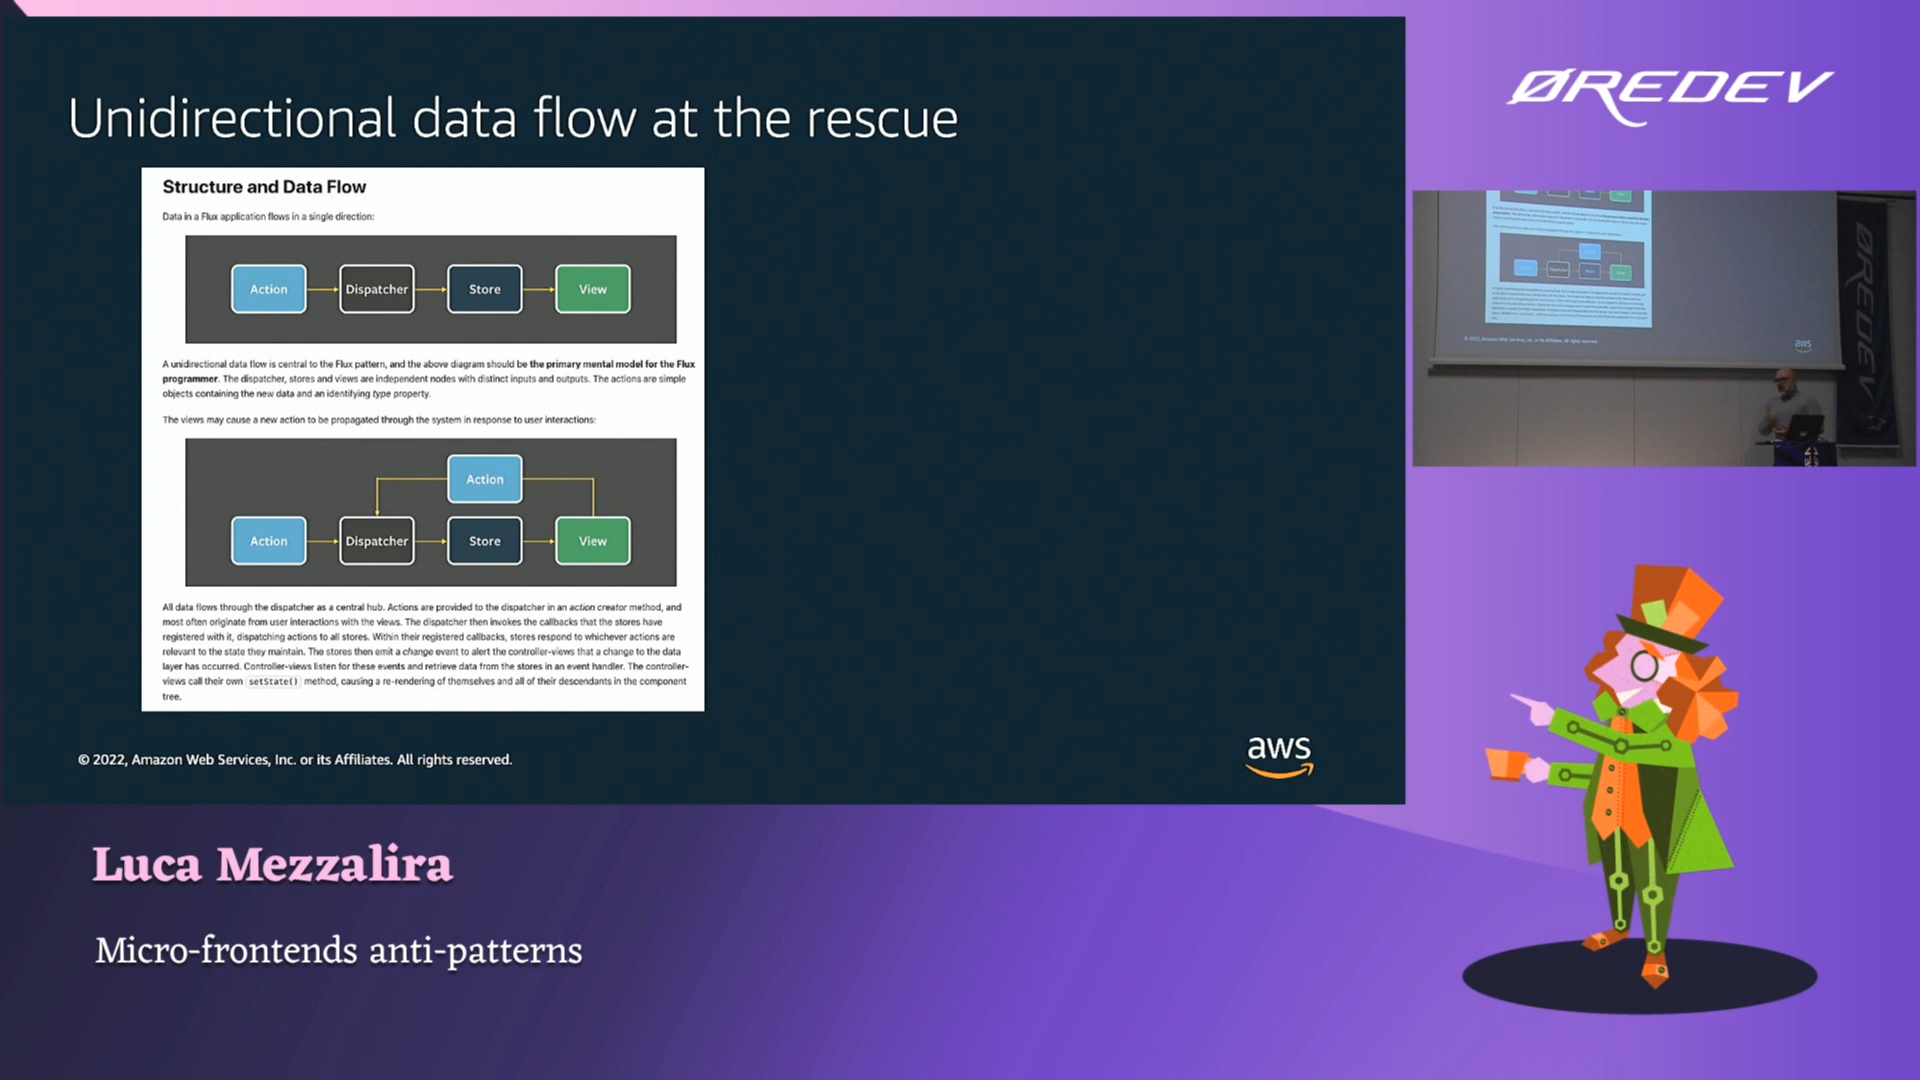 Unidirectional data flow at the rescue
Structure and Data Flow
Data in a Flux application flows in a single direction:
Action
Dispatcher
Store
View
A unidirectional data flow is central to the Flux pattern, and the above diagram should be the primary mental model for the Flux
programmer. The dispatcher, stores and views are independent nodes with distinct inputs and outputs. The actions are simple
objects containing the new data and an identifying type property.
The views may cause a new action to be propagated through the system in response to user interactions:
Action
Action
Dispatcher
Store
View
All data flows through the dispatcher as a central hub. Actions are provided to the dispatcher in an action creator method, and
most often originate from user interactions with the views. The dispatcher then invokes the callbacks that the stores have
registered with it, dispatching actions to all stores. Within their registered callbacks, stores respond to whichever actions are
relevant to the state they maintain. The stores then emit a change event to alert the controller-views that a change to the data
layer has occurred. Controller-views listen for these events and retrieve data from the stores in an event handler. The controller-
views call their own setState() method, causing a re-rendering of themselves and all of their descendants in the component
tree.
© 2022, Amazon Web Services, Inc. or its Affiliates. All rights reserved.
aws
ØREDEV
aws
ØREDEV
Luca Mezzalira
Micro-frontends anti-patterns